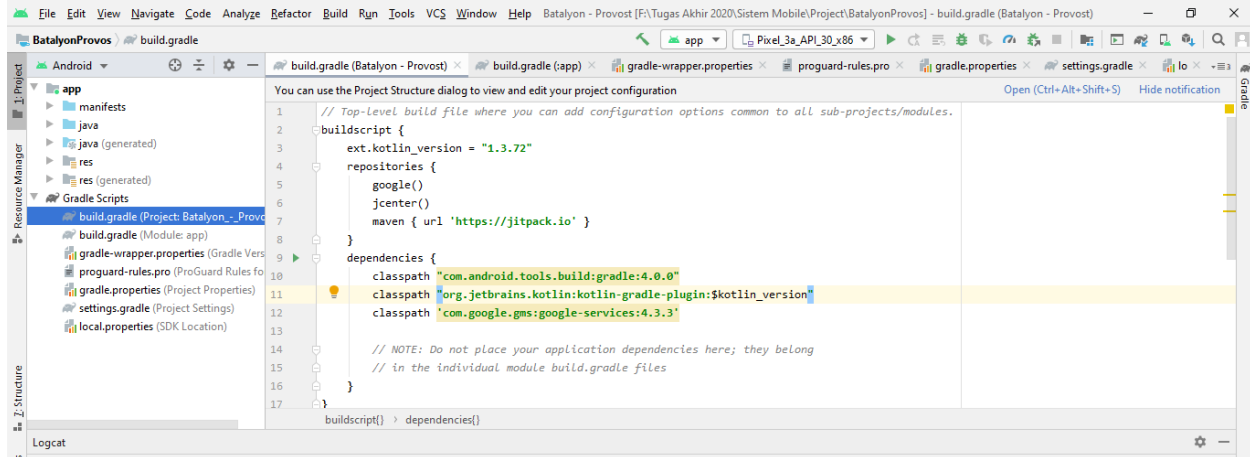 File Edit View Navigate Code Analyze Refactor Build Run Tools VCS Window Help Batalyon - Provost [F:\Tugas Akhir 2020\Sistem Mobile\Project\BatalyonProvos] - build.gradle (Batalyon - Provost)
BatalyonProvos build.gradle app Pixel_3a_API_30_x86
Android build.gradle (Batalyon - Provost) build.gradle (:app) gradle-wrapper.properties proguard-rules.pro gradle.properties settings.gradle lo
1: Project
Resource Manager
Z: Structure
Gradle
app
manifests
java
java (generated)
res
res (generated)
Gradle Scripts
build.gradle (Project: Batalyon_-_Provo
build.gradle (Module: app)
gradle-wrapper.properties (Gradle Vers
proguard-rules.pro (ProGuard Rules fo
gradle.properties (Project Properties)
settings.gradle (Project Settings)
local.properties (SDK Location)
You can use the Project Structure dialog to view and edit your project configuration Open (Ctrl+Alt+Shift+S) Hide notification
1 // Top-level build file where you can add configuration options common to all sub-projects/modules.
2 buildscript {
3 ext.kotlin_version = "1.3.72"
4 repositories {
5 google()
6 jcenter()
7 maven { url 'https://jitpack.io' }
8 }
9 dependencies {
10 classpath "com.android.tools.build:gradle:4.0.0"
11 classpath "org.jetbrains.kotlin:kotlin-gradle-plugin:$kotlin_version"
12 classpath 'com.google.gms:google-services:4.3.3'
13
14 // NOTE: Do not place your application dependencies here; they belong
15 // in the individual module build.gradle files
16 }
17 }
buildscript{} › dependencies{}
Logcat